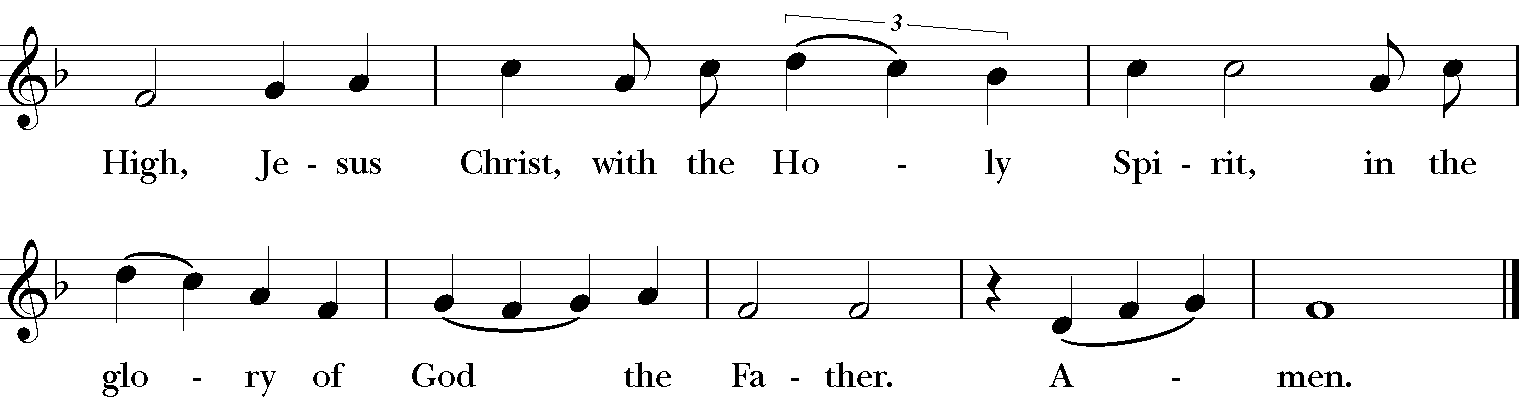 3
High, Je - sus Christ, with the Ho - ly Spi - rit, in the
glo - ry of God the Fa - ther. A - men.